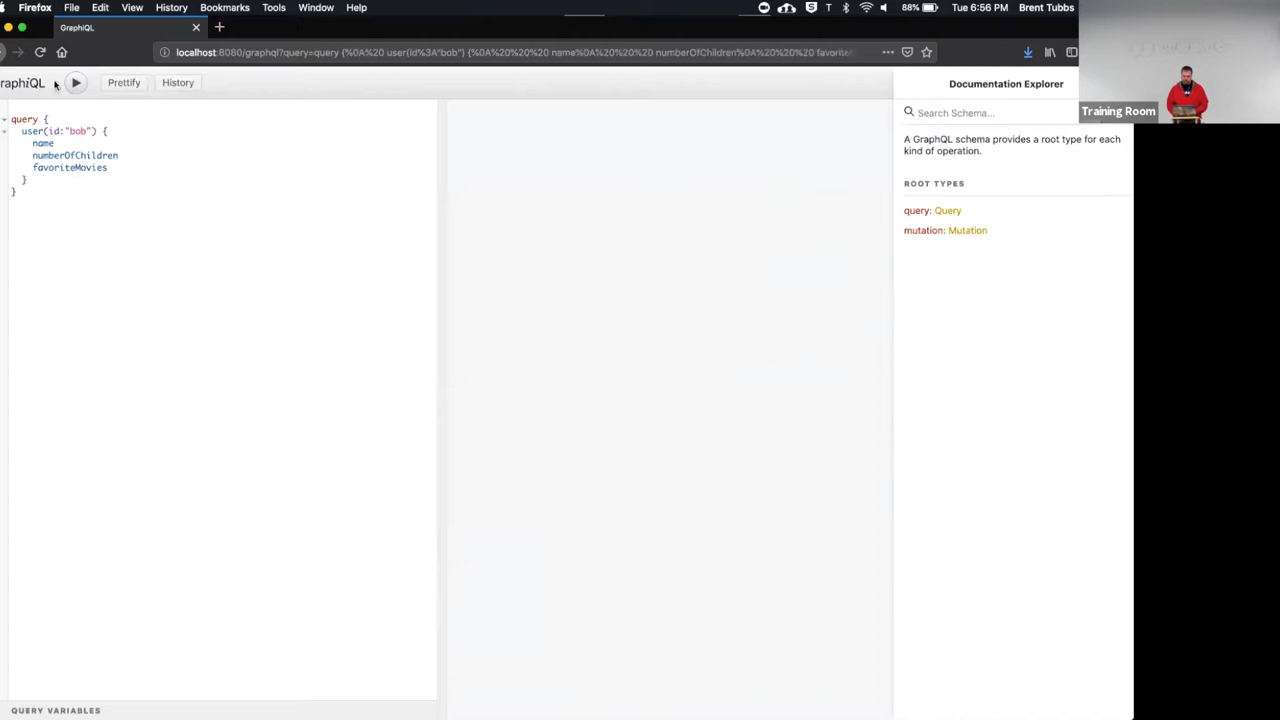 Firefox File Edit View History Bookmarks Tools Window Help 88% Tue 6:56 PM Brent Tubbs
GraphiQL
localhost:8080/graphql?query=query {%0A%20 user(id%3A"bob") {%0A%20%20%20 name%0A%20%20%20 numberOfChildren%0A%20%20%20 favorite
raphiQL Prettify History
Documentation Explorer
Training Room
Search Schema...
query {
user(id:"bob") {
name
numberOfChildren
favoriteMovies
}
}
A GraphQL schema provides a root type for each
kind of operation.
ROOT TYPES
query: Query
mutation: Mutation
QUERY VARIABLES